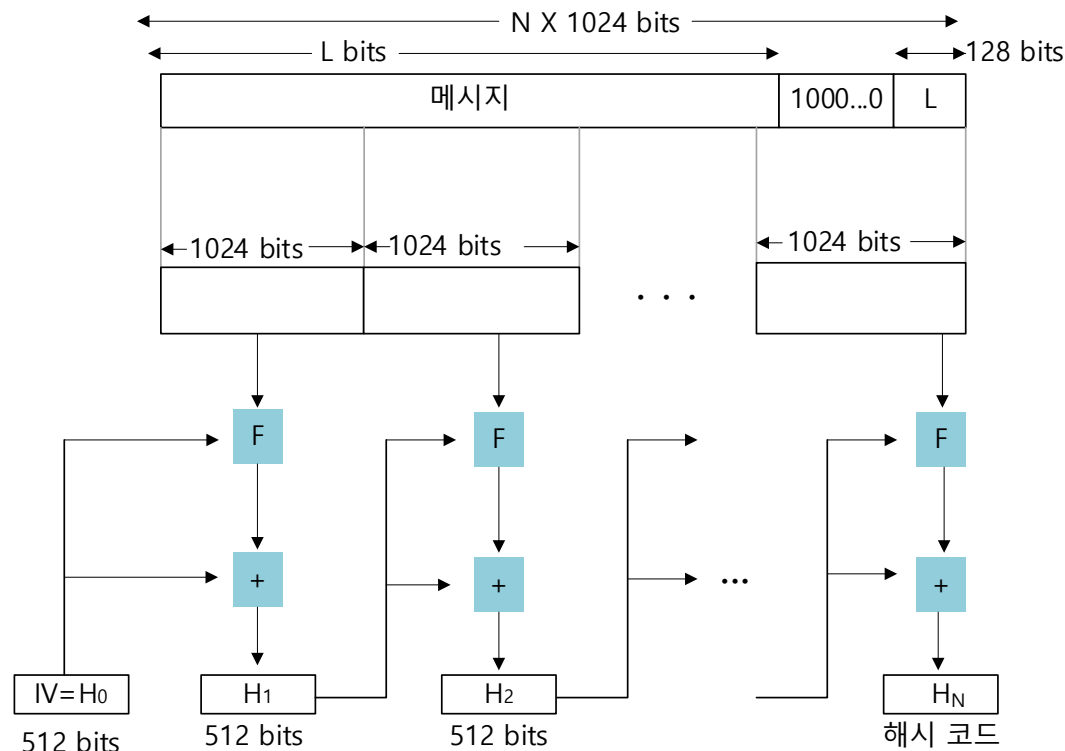 N X 1024 bits
L bits
128 bits
메시지
1000...0
L
1024 bits
1024 bits
1024 bits
. . .
F
F
F
+
+
...
+
IV=H0
H1
H2
HN
512 bits
512 bits
512 bits
해시 코드